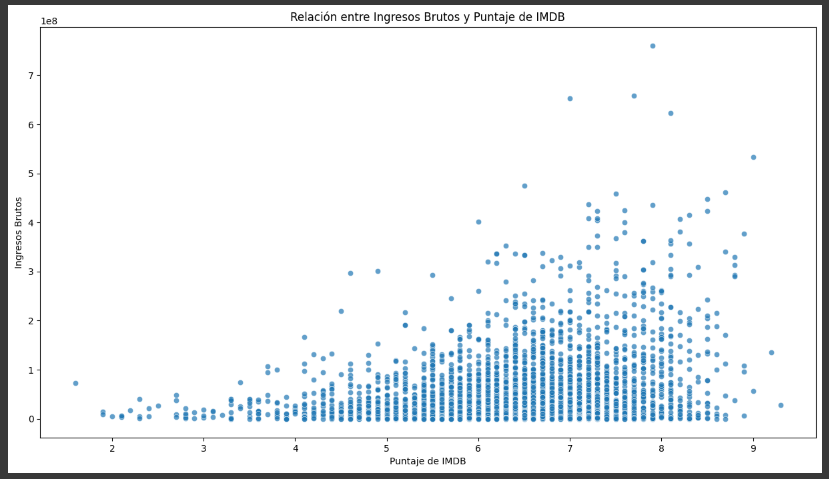 Relación entre Ingresos Brutos y Puntaje de IMDB
1e8
7
6
5
4
3
2
1
0
Ingresos Brutos
2 3 4 5 6 7 8 9
Puntaje de IMDB